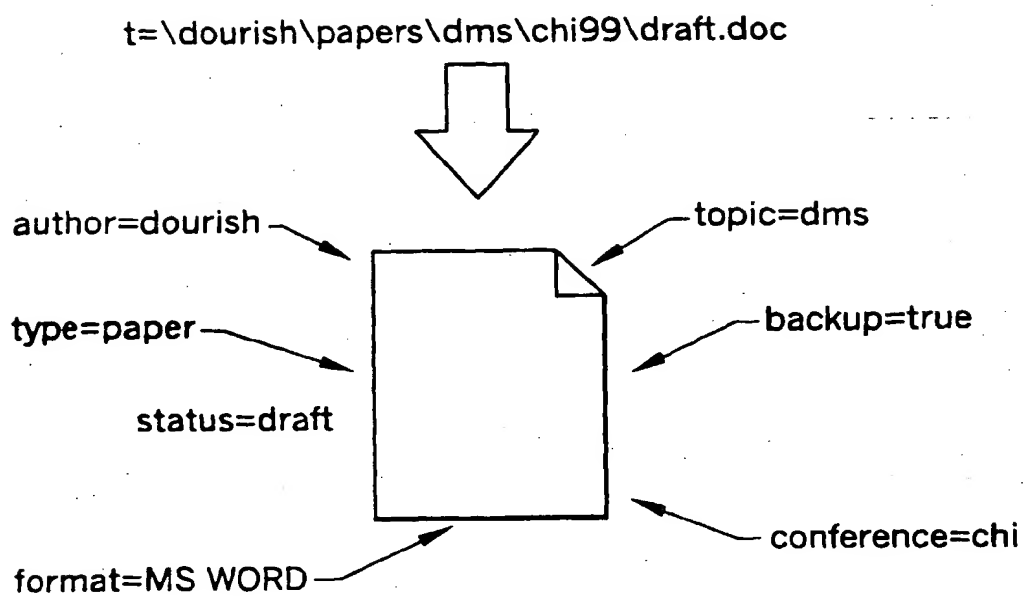 t=\dourish\papers\dms\chi99\draft.doc
author=dourish
topic=dms
type=paper
backup=true
status=draft
conference=chi
format=MS WORD